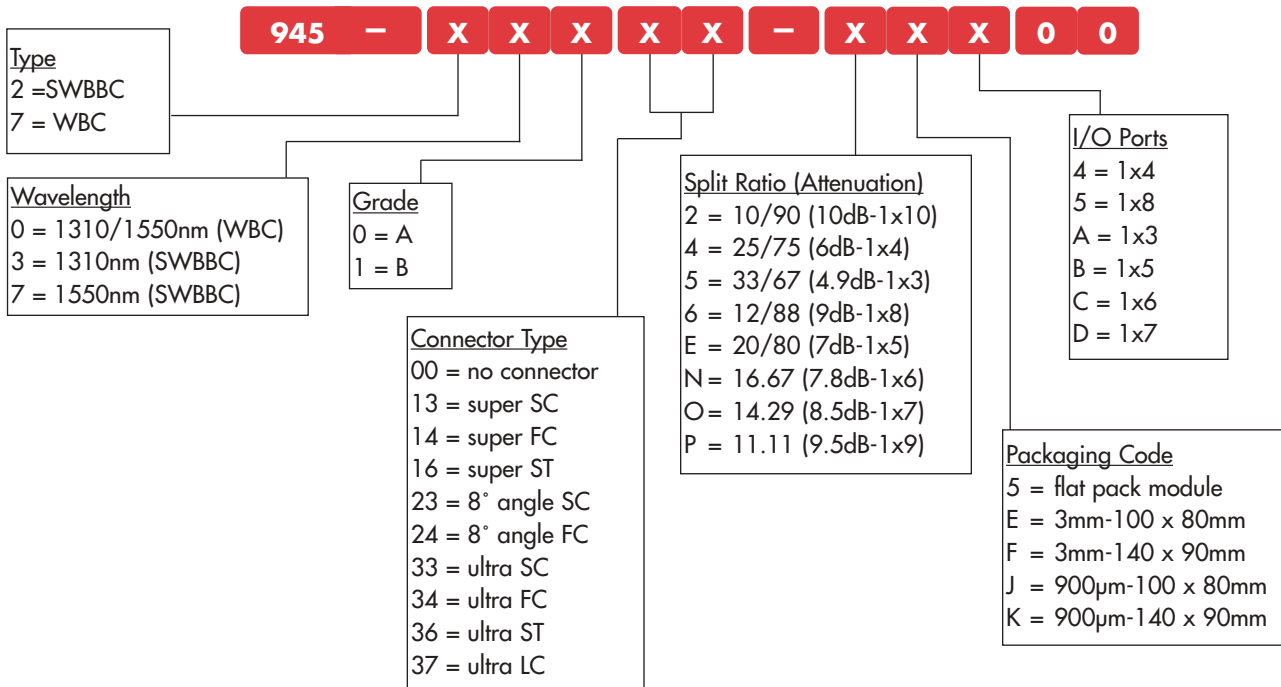 945 – X X X X X – X X X 0 0
Type
2 =SWBBC
7 = WBC
Wavelength
0 = 1310/1550nm (WBC)
3 = 1310nm (SWBBC)
7 = 1550nm (SWBBC)
Grade
0 = A
1 = B
Connector Type
00 = no connector
13 = super SC
14 = super FC
16 = super ST
23 = 8° angle SC
24 = 8° angle FC
33 = ultra SC
34 = ultra FC
36 = ultra ST
37 = ultra LC
Split Ratio (Attenuation)
2 = 10/90 (10dB-1x10)
4 = 25/75 (6dB-1x4)
5 = 33/67 (4.9dB-1x3)
6 = 12/88 (9dB-1x8)
E = 20/80 (7dB-1x5)
N = 16.67 (7.8dB-1x6)
O = 14.29 (8.5dB-1x7)
P = 11.11 (9.5dB-1x9)
I/O Ports
4 = 1x4
5 = 1x8
A = 1x3
B = 1x5
C = 1x6
D = 1x7
Packaging Code
5 = flat pack module
E = 3mm-100 x 80mm
F = 3mm-140 x 90mm
J = 900µm-100 x 80mm
K = 900µm-140 x 90mm